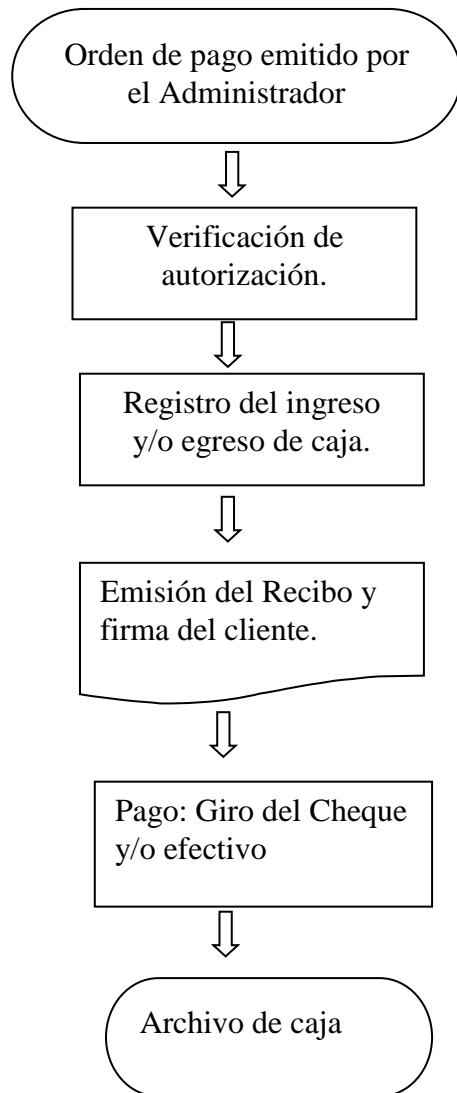 Orden de pago emitido por
el Administrador
Verificación de
autorización.
Registro del ingreso
y/o egreso de caja.
Emisión del Recibo y
firma del cliente.
Pago: Giro del Cheque
y/o efectivo
Archivo de caja